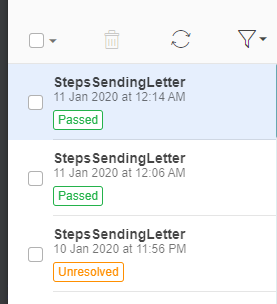 StepsSendingLetter
11 Jan 2020 at 12:14 AM
Passed
StepsSendingLetter
11 Jan 2020 at 12:06 AM
Passed
StepsSendingLetter
10 Jan 2020 at 11:56 PM
Unresolved